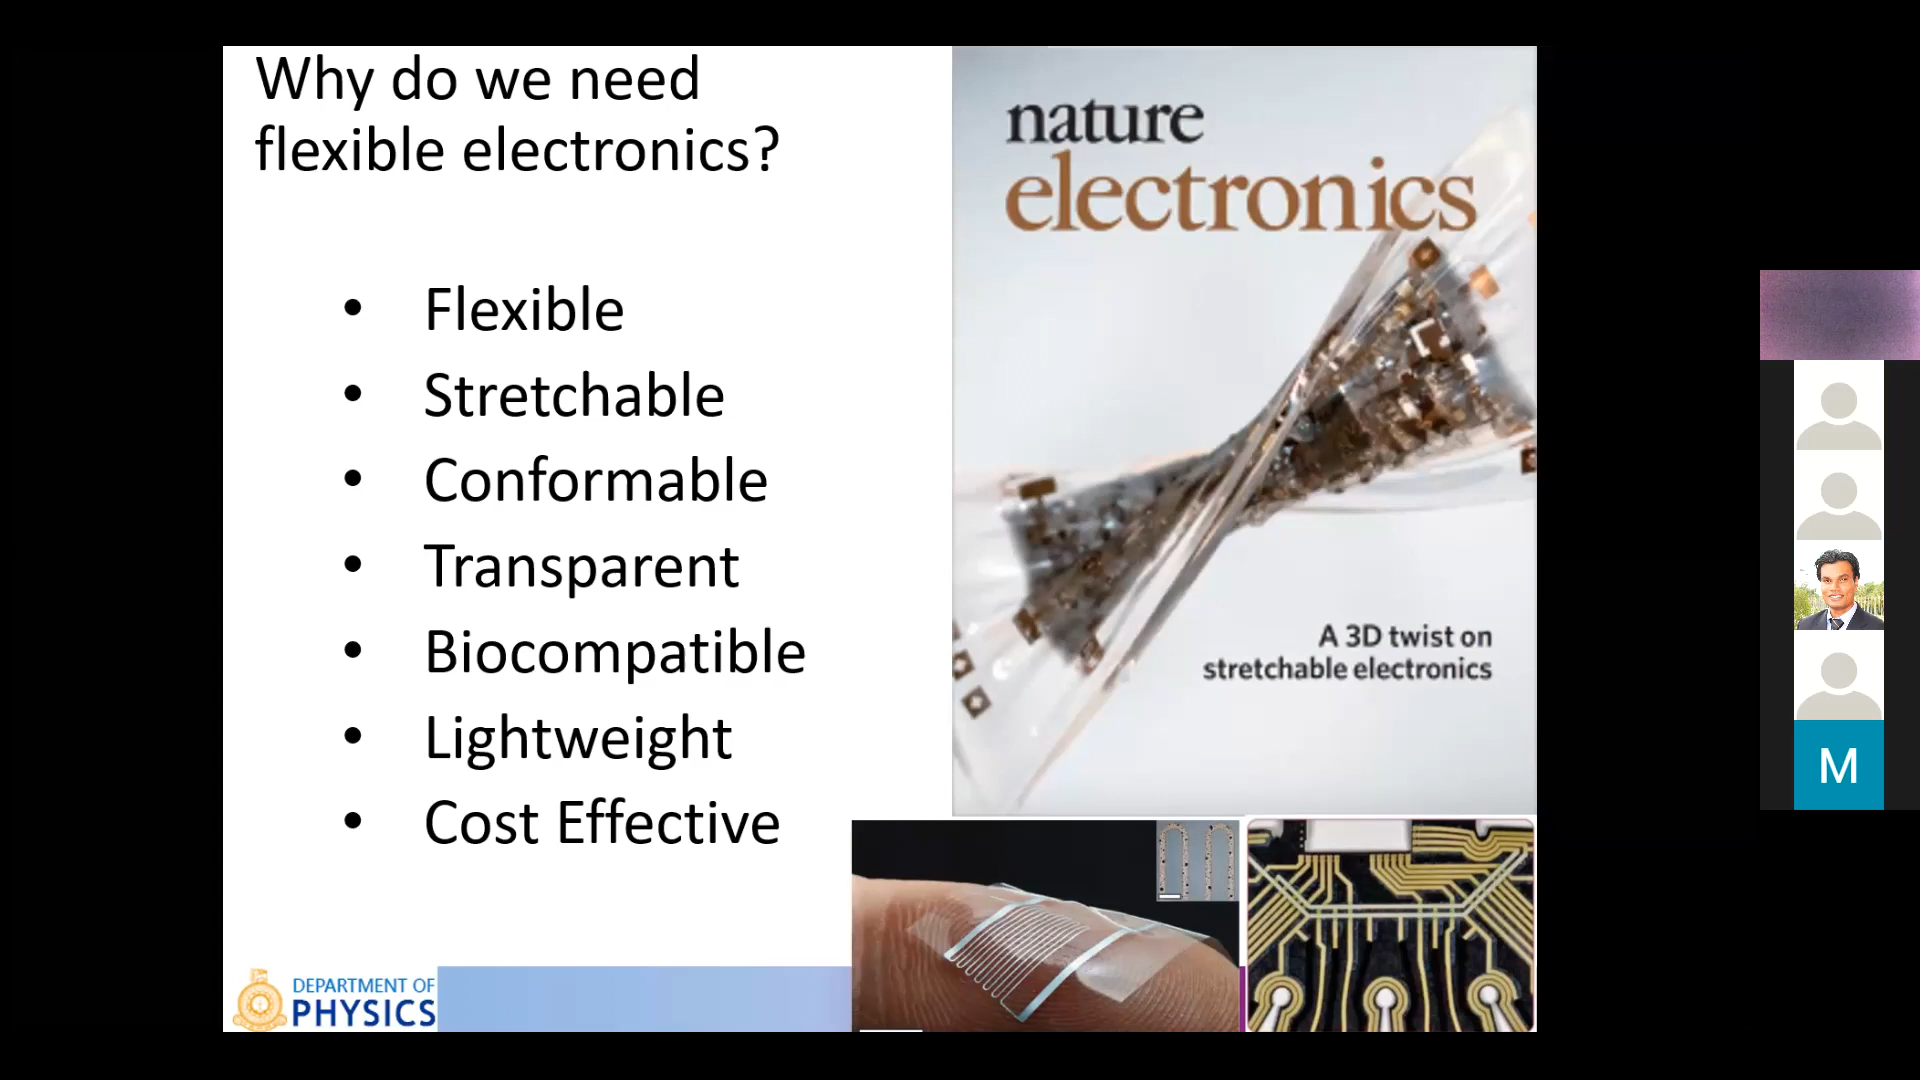 Why do we need
flexible electronics?
• Flexible
• Stretchable
• Conformable
• Transparent
• Biocompatible
• Lightweight
• Cost Effective
nature
electronics
A 3D twist on
stretchable electronics
DEPARTMENT OF
PHYSICS
M